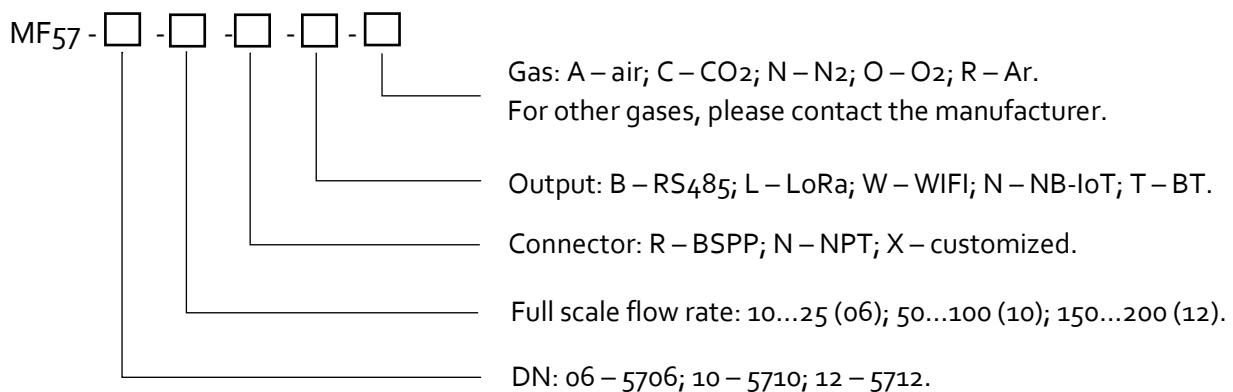 MF57 - - - - -
Gas: A – air; C – CO2; N – N2; O – O2; R – Ar.
For other gases, please contact the manufacturer.
Output: B – RS485; L – LoRa; W – WIFI; N – NB-IoT; T – BT.
Connector: R – BSPP; N – NPT; X – customized.
Full scale flow rate: 10...25 (06); 50...100 (10); 150...200 (12).
DN: 06 – 5706; 10 – 5710; 12 – 5712.